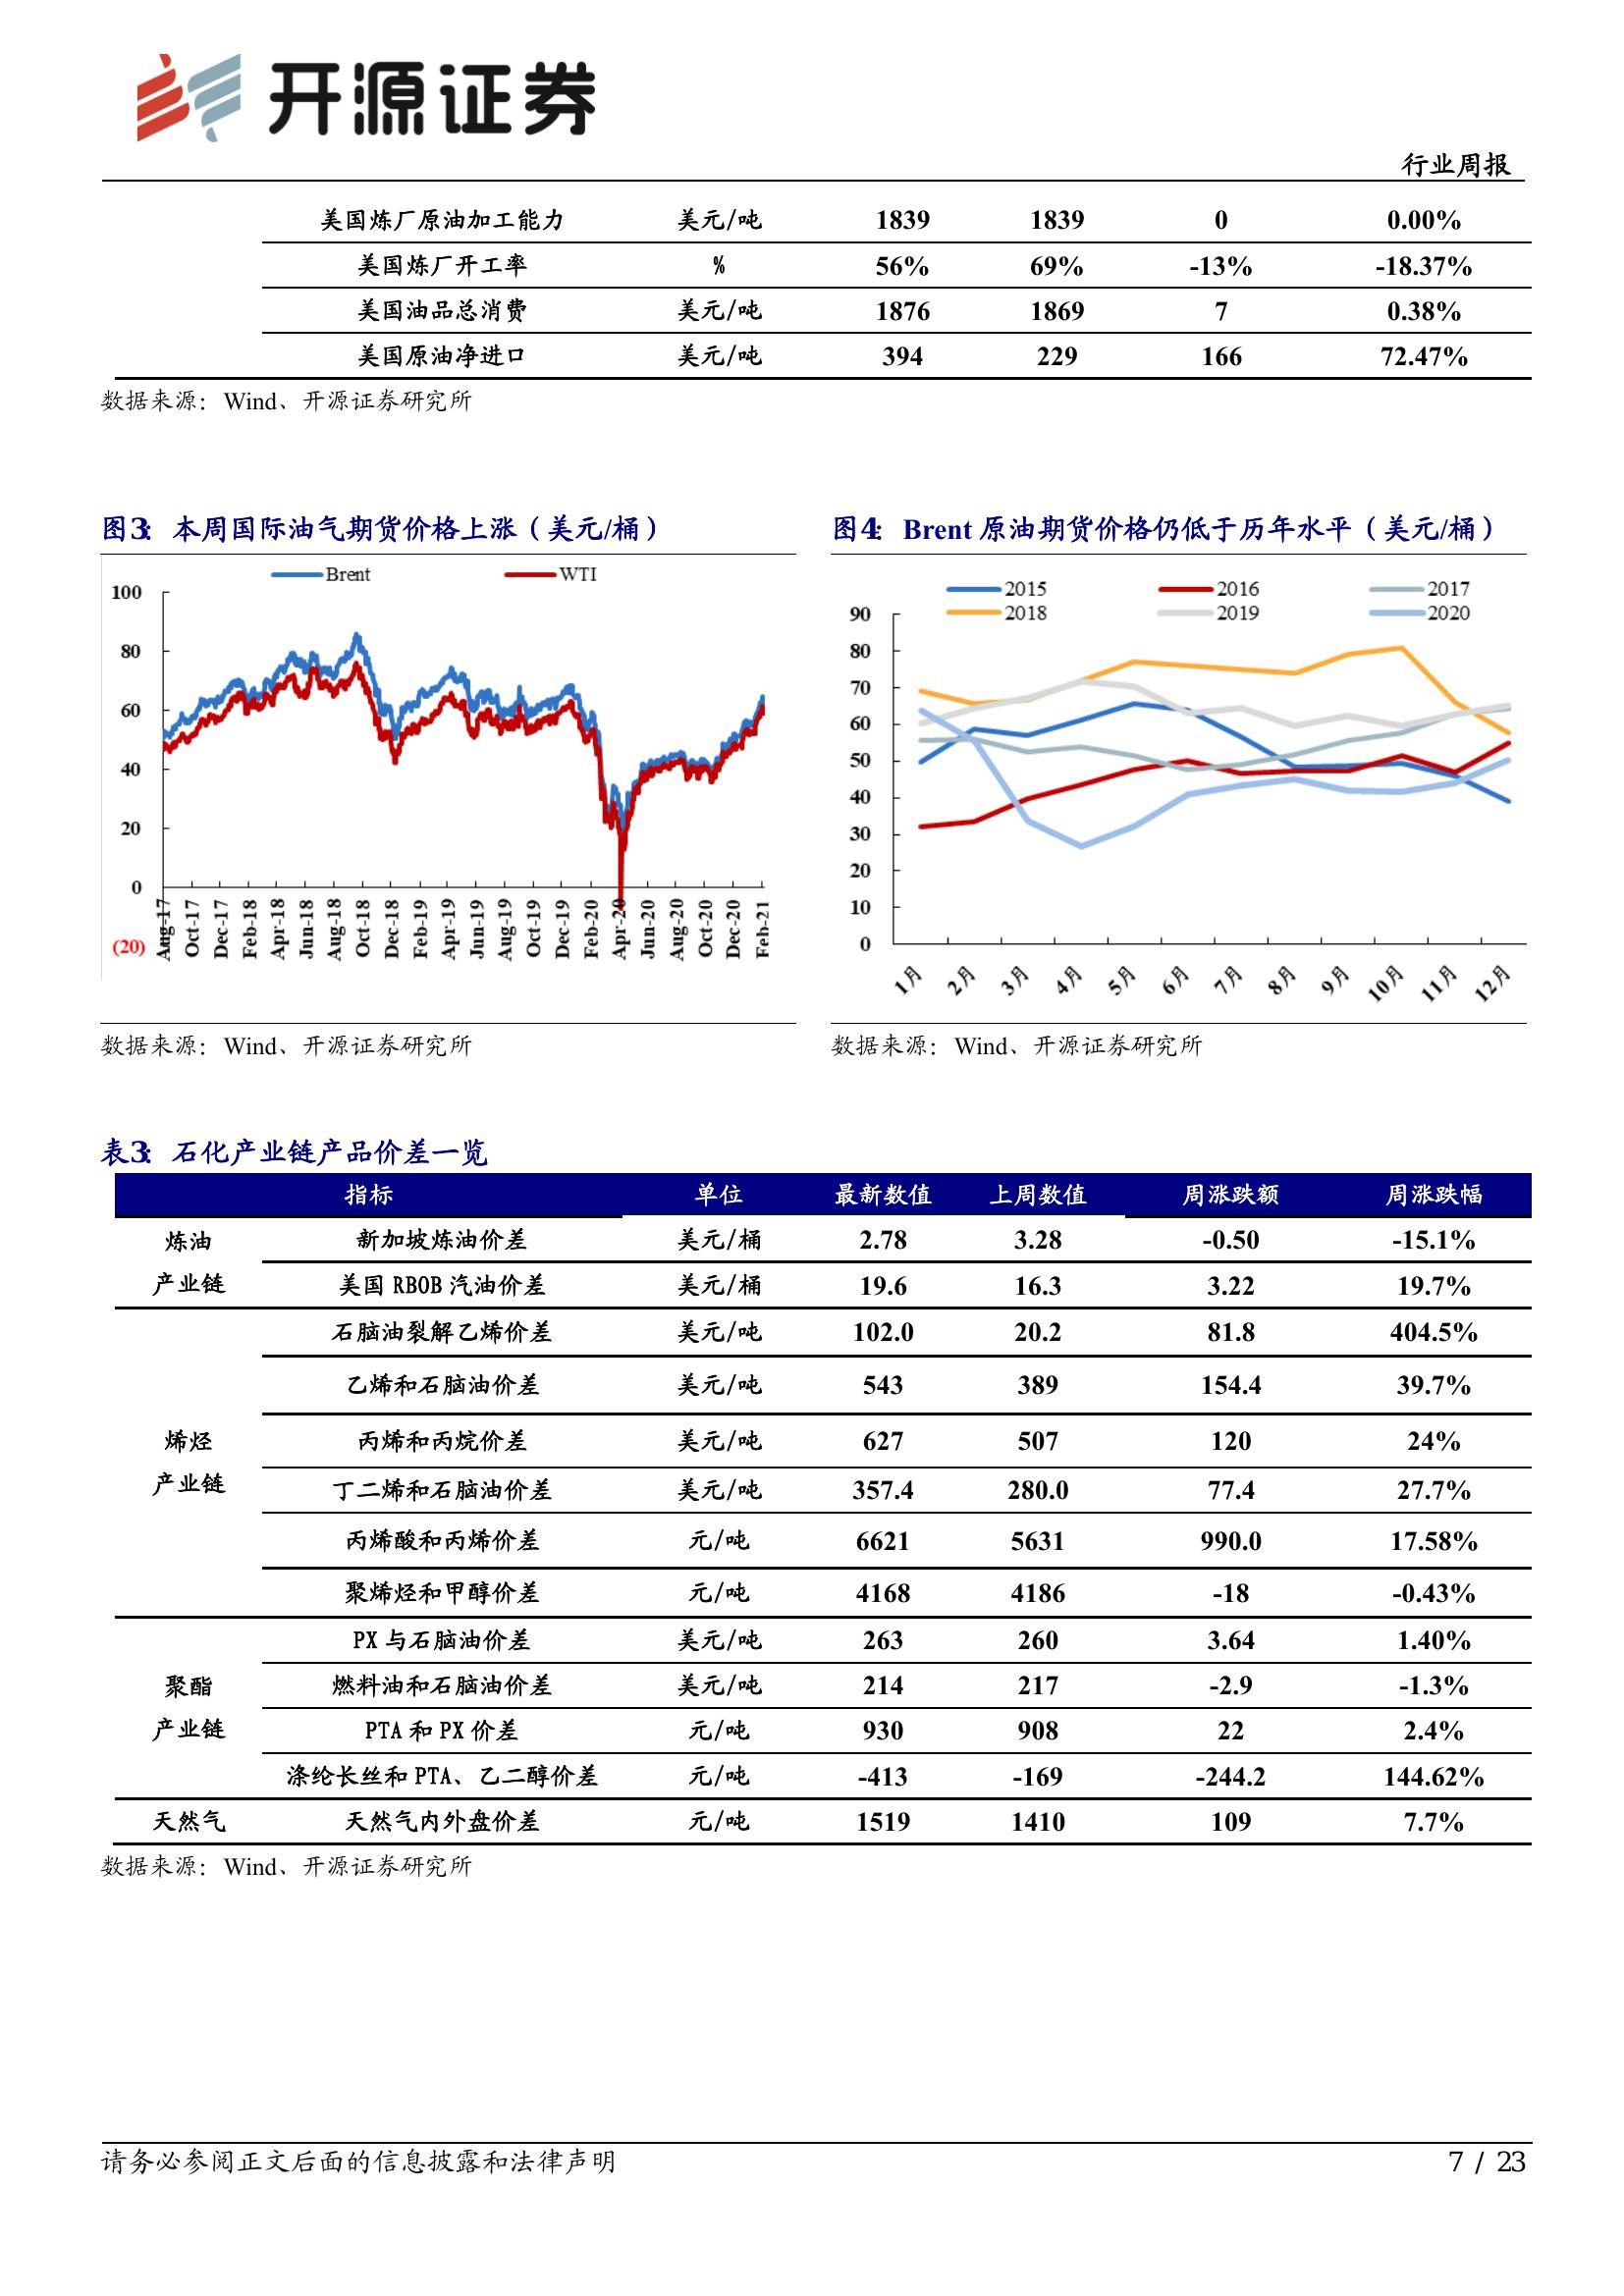 开源证券
行业周报
美国炼厂原油加工能力 美元/吨 1839 1839 0 0.00%
美国炼厂开工率 % 56% 69% -13% -18.37%
美国油品总消费 美元/吨 1876 1869 7 0.38%
美国原油净进口 美元/吨 394 229 166 72.47%
数据来源：Wind、开源证券研究所
图3：本周国际油气期货价格上涨（美元/桶）
Brent WTI
100
80
60
40
20
0
(20)
Aug-17 Oct-17 Dec-17 Feb-18 Apr-18 Jun-18 Aug-18 Oct-18 Dec-18 Feb-19 Apr-19 Jun-19 Aug-19 Oct-19 Dec-19 Feb-20 Apr-20 Jun-20 Aug-20 Oct-20 Dec-20 Feb-21
数据来源：Wind、开源证券研究所
图4：Brent 原油期货价格仍低于历年水平（美元/桶）
2015 2016 2017
2018 2019 2020
90
80
70
60
50
40
30
20
10
0
1月 2月 3月 4月 5月 6月 7月 8月 9月 10月 11月 12月
数据来源：Wind、开源证券研究所
表3：石化产业链产品价差一览
指标 单位 最新数值 上周数值 周涨跌额 周涨跌幅
炼油
产业链
新加坡炼油价差 美元/桶 2.78 3.28 -0.50 -15.1%
美国 RBOB 汽油价差 美元/桶 19.6 16.3 3.22 19.7%
烯烃
产业链
石脑油裂解乙烯价差 美元/吨 102.0 20.2 81.8 404.5%
乙烯和石脑油价差 美元/吨 543 389 154.4 39.7%
丙烯和丙烷价差 美元/吨 627 507 120 24%
丁二烯和石脑油价差 美元/吨 357.4 280.0 77.4 27.7%
丙烯酸和丙烯价差 元/吨 6621 5631 990.0 17.58%
聚烯烃和甲醇价差 元/吨 4168 4186 -18 -0.43%
聚酯
产业链
PX 与石脑油价差 美元/吨 263 260 3.64 1.40%
燃料油和石脑油价差 美元/吨 214 217 -2.9 -1.3%
PTA 和 PX 价差 元/吨 930 908 22 2.4%
涤纶长丝和 PTA、乙二醇价差 元/吨 -413 -169 -244.2 144.62%
天然气 天然气内外盘价差 元/吨 1519 1410 109 7.7%
数据来源：Wind、开源证券研究所
请务必参阅正文后面的信息披露和法律声明
7 / 23